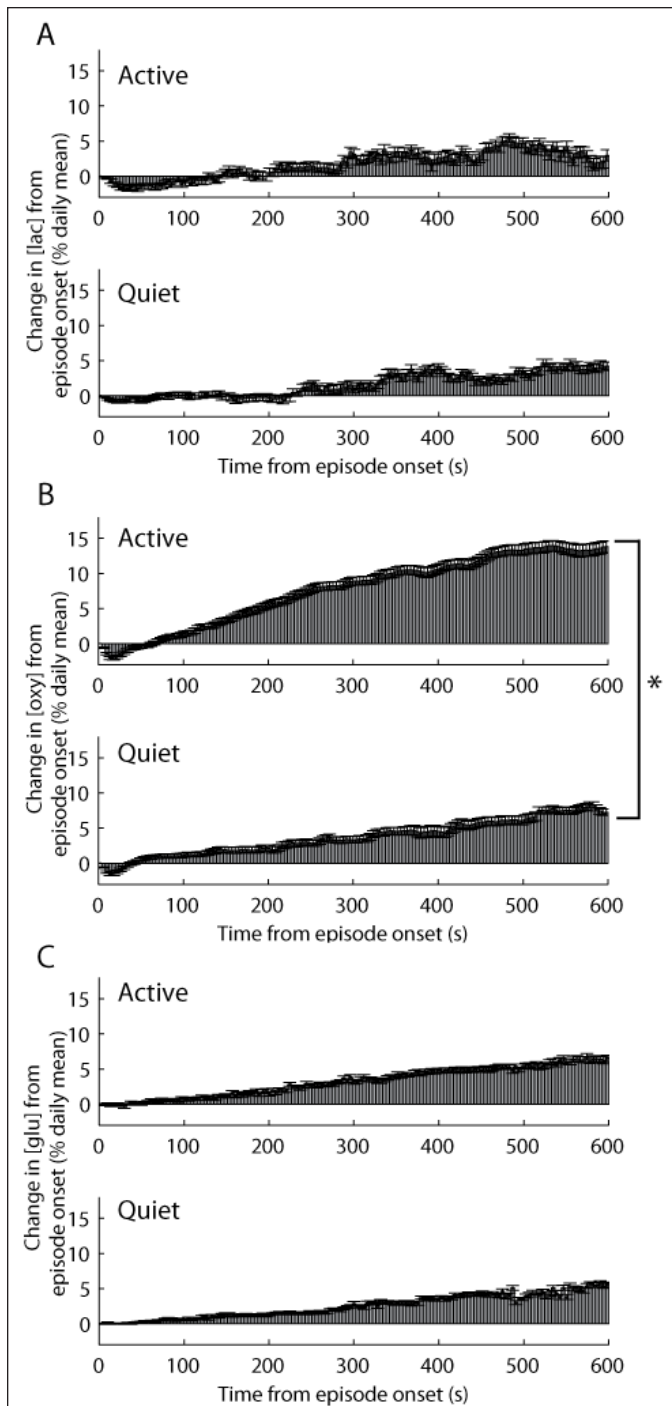 A
Active
15
10
5
0
0 100 200 300 400 500 600
Change in [lac] from
episode onset (% daily mean)
Quiet
15
10
5
0
0 100 200 300 400 500 600
Time from episode onset (s)
B
Active
15
10
5
0
0 100 200 300 400 500 600
Change in [oxy] from
episode onset (% daily mean)
*
Quiet
15
10
5
0
0 100 200 300 400 500 600
Time from episode onset (s)
C
Active
15
10
5
0
0 100 200 300 400 500 600
Change in [glu] from
episode onset (% daily mean)
Quiet
15
10
5
0
0 100 200 300 400 500 600
Time from episode onset (s)